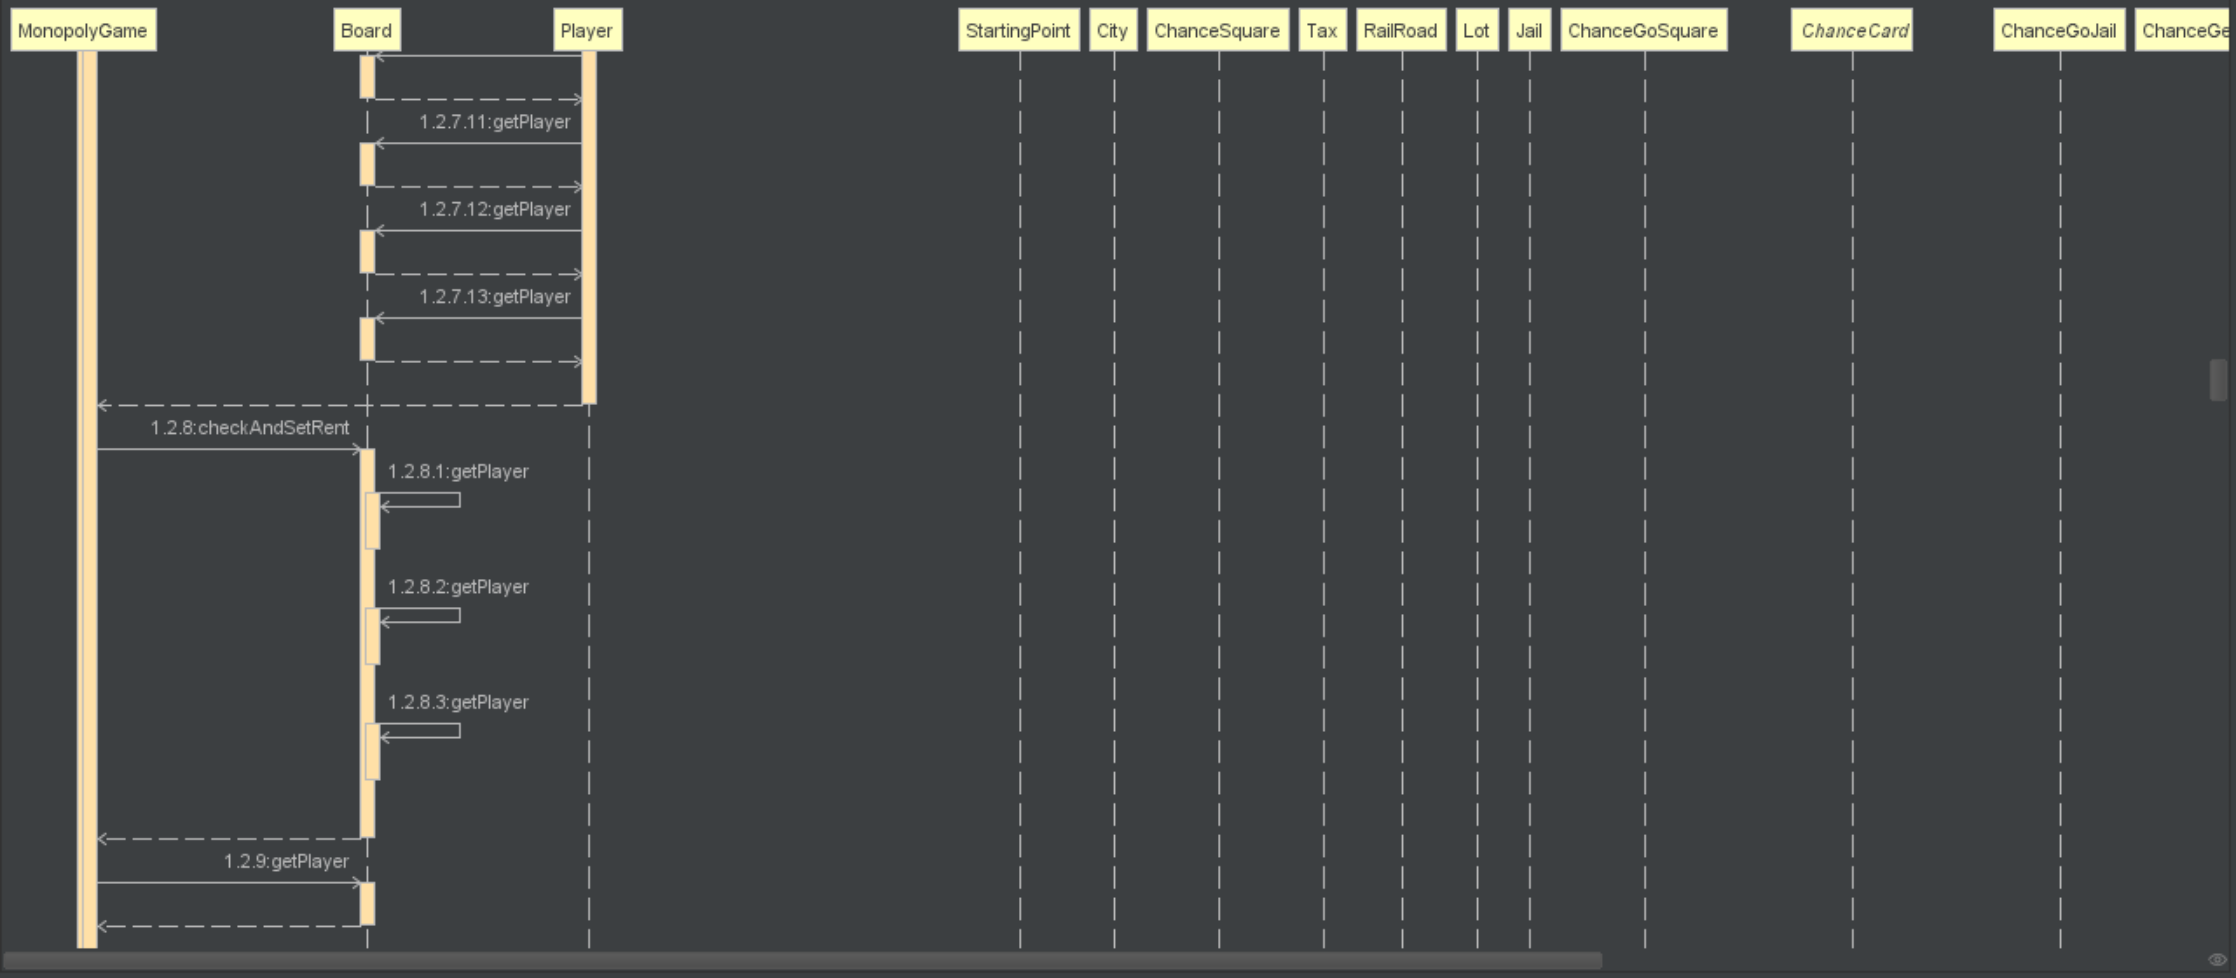 MonopolyGame
Board
Player
StartingPoint
City
ChanceSquare
Tax
RailRoad
Lot
Jail
ChanceGoSquare
ChanceCard
ChanceGoJail
ChanceGe
1.2.7.11:getPlayer
1.2.7.12:getPlayer
1.2.7.13:getPlayer
1.2.8:checkAndSetRent
1.2.8.1:getPlayer
1.2.8.2:getPlayer
1.2.8.3:getPlayer
1.2.9:getPlayer